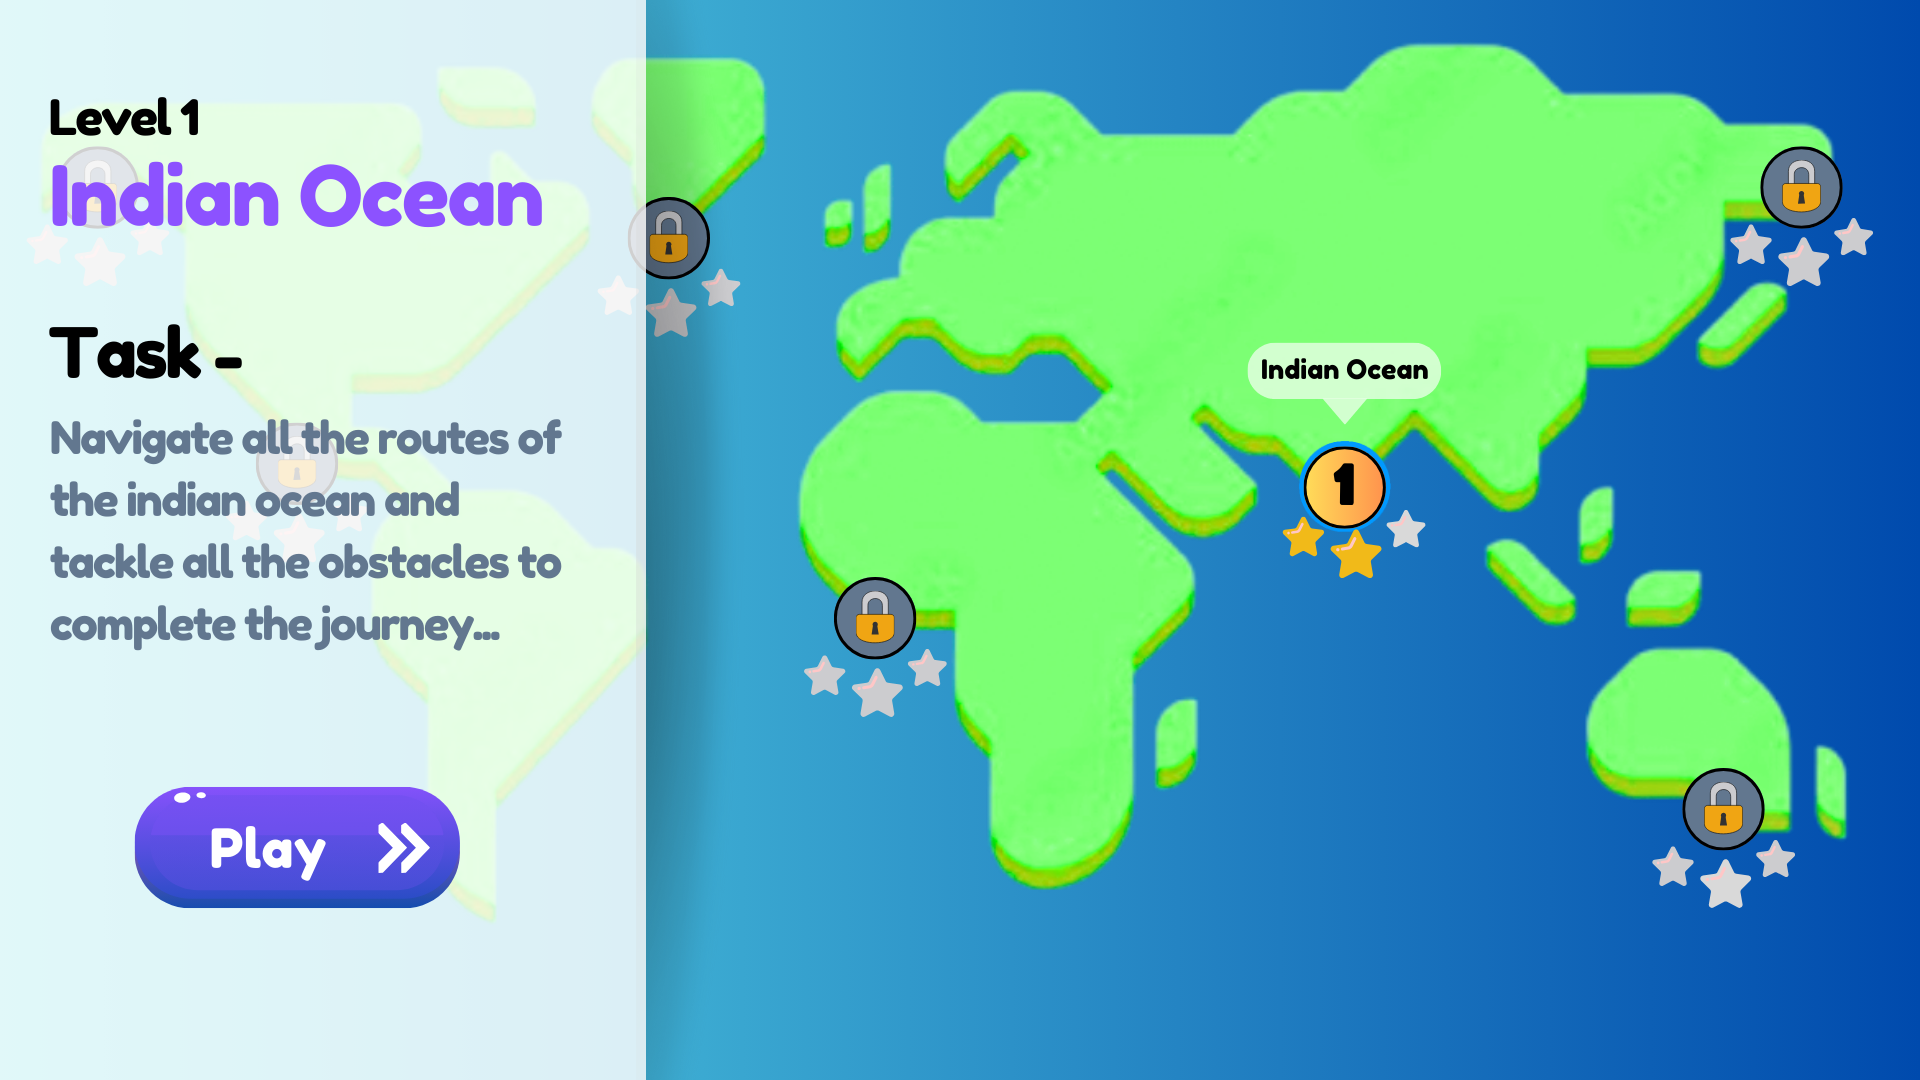 Level 1
Indian Ocean
Task -
Navigate all the routes of
the indian ocean and
tackle all the obstacles to
complete the journey...
Play
Indian Ocean
1